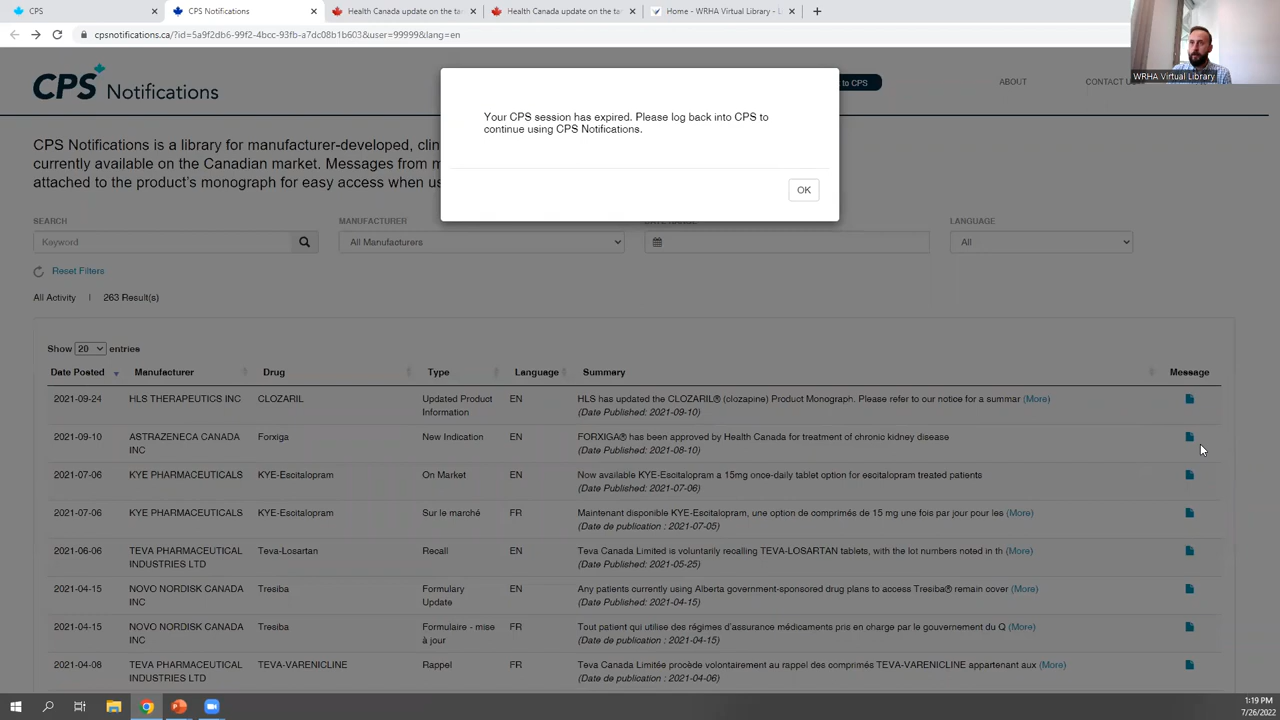 CPS
CPS Notifications
Health Canada update on the ta
Health Canada update on the ta
Home - WRHA Virtual Library - L
cpsnotifications.ca/?id=5a9f2db6-99f2-4bcc-93fb-a7dc08b1b603&user=99999&lang=en
WRHA Virtual Library
CPS Notifications
to CPS
ABOUT
CONTACT U
Your CPS session has expired. Please log back into CPS to
continue using CPS Notifications.
OK
CPS Notifications is a library for manufacturer-developed, clin
currently available on the Canadian market. Messages from m
attached to the product's monograph for easy access when us
SEARCH
MANUFACTURER
LANGUAGE
Keyword
All Manufacturers
All
Reset Filters
All Activity | 263 Result(s)
Show 20 entries
Date Posted Manufacturer Drug Type Language Summary Message
2021-09-24 HLS THERAPEUTICS INC CLOZARIL Updated Product EN HLS has updated the CLOZARIL® (clozapine) Product Monograph. Please refer to our notice for a summar (More)
Information (Date Published: 2021-09-10)
2021-09-10 ASTRAZENECA CANADA Forxiga New Indication EN FORXIGA® has been approved by Health Canada for treatment of chronic kidney disease
INC (Date Published: 2021-08-10)
2021-07-06 KYE PHARMACEUTICALS KYE-Escitalopram On Market EN Now available KYE-Escitalopram a 15mg once-daily tablet option for escitalopram treated patients
(Date Published: 2021-07-06)
2021-07-06 KYE PHARMACEUTICALS KYE-Escitalopram Sur le marché FR Maintenant disponible KYE-Escitalopram, une option de comprimés de 15 mg une fois par jour pour les (More)
(Date de publication : 2021-07-05)
2021-06-06 TEVA PHARMACEUTICAL Teva-Losartan Recall EN Teva Canada Limited is voluntarily recalling TEVA-LOSARTAN tablets, with the lot numbers noted in th (More)
INDUSTRIES LTD (Date Published: 2021-05-25)
2021-04-15 NOVO NORDISK CANADA Tresiba Formulary EN Any patients currently using Alberta government-sponsored drug plans to access Tresiba® remain cover (More)
INC Update (Date Published: 2021-04-15)
2021-04-15 NOVO NORDISK CANADA Tresiba Formulaire - mise FR Tout patient qui utilise des régimes d'assurance médicaments pris en charge par le gouvernement du Q (More)
INC à jour (Date de publication : 2021-04-15)
2021-04-08 TEVA PHARMACEUTICAL TEVA-VARENICLINE Rappel FR Teva Canada Limitée procède volontairement au rappel des comprimés TEVA-VARENICLINE appartenant aux (More)
INDUSTRIES LTD (Date de publication : 2021-04-06)
1:19 PM
7/26/2022